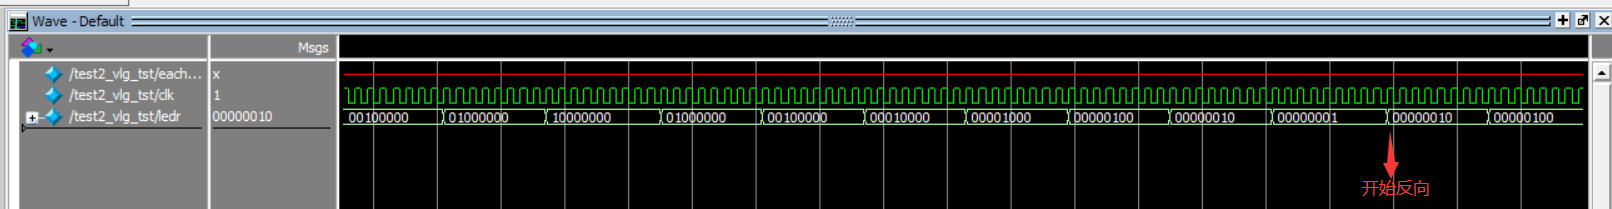 Wave - Default
Msgs
/test2_vlg_tst/each... x
/test2_vlg_tst/clk 1
/test2_vlg_tst/ledr 00000010 00100000 01000000 10000000 01000000 00100000 00010000 00001000 00000100 00000010 00000001 00000010 00000100
开始反向